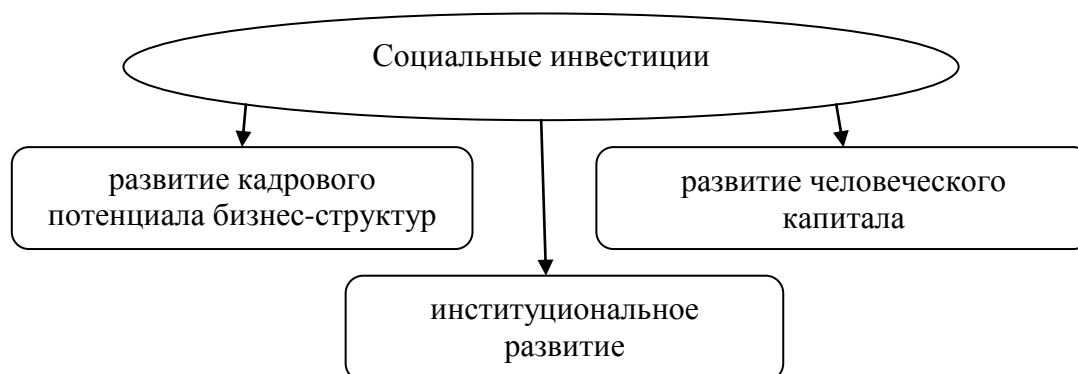 Социальные инвестиции
развитие кадрового
потенциала бизнес-структур
развитие человеческого
капитала
институциональное
развитие